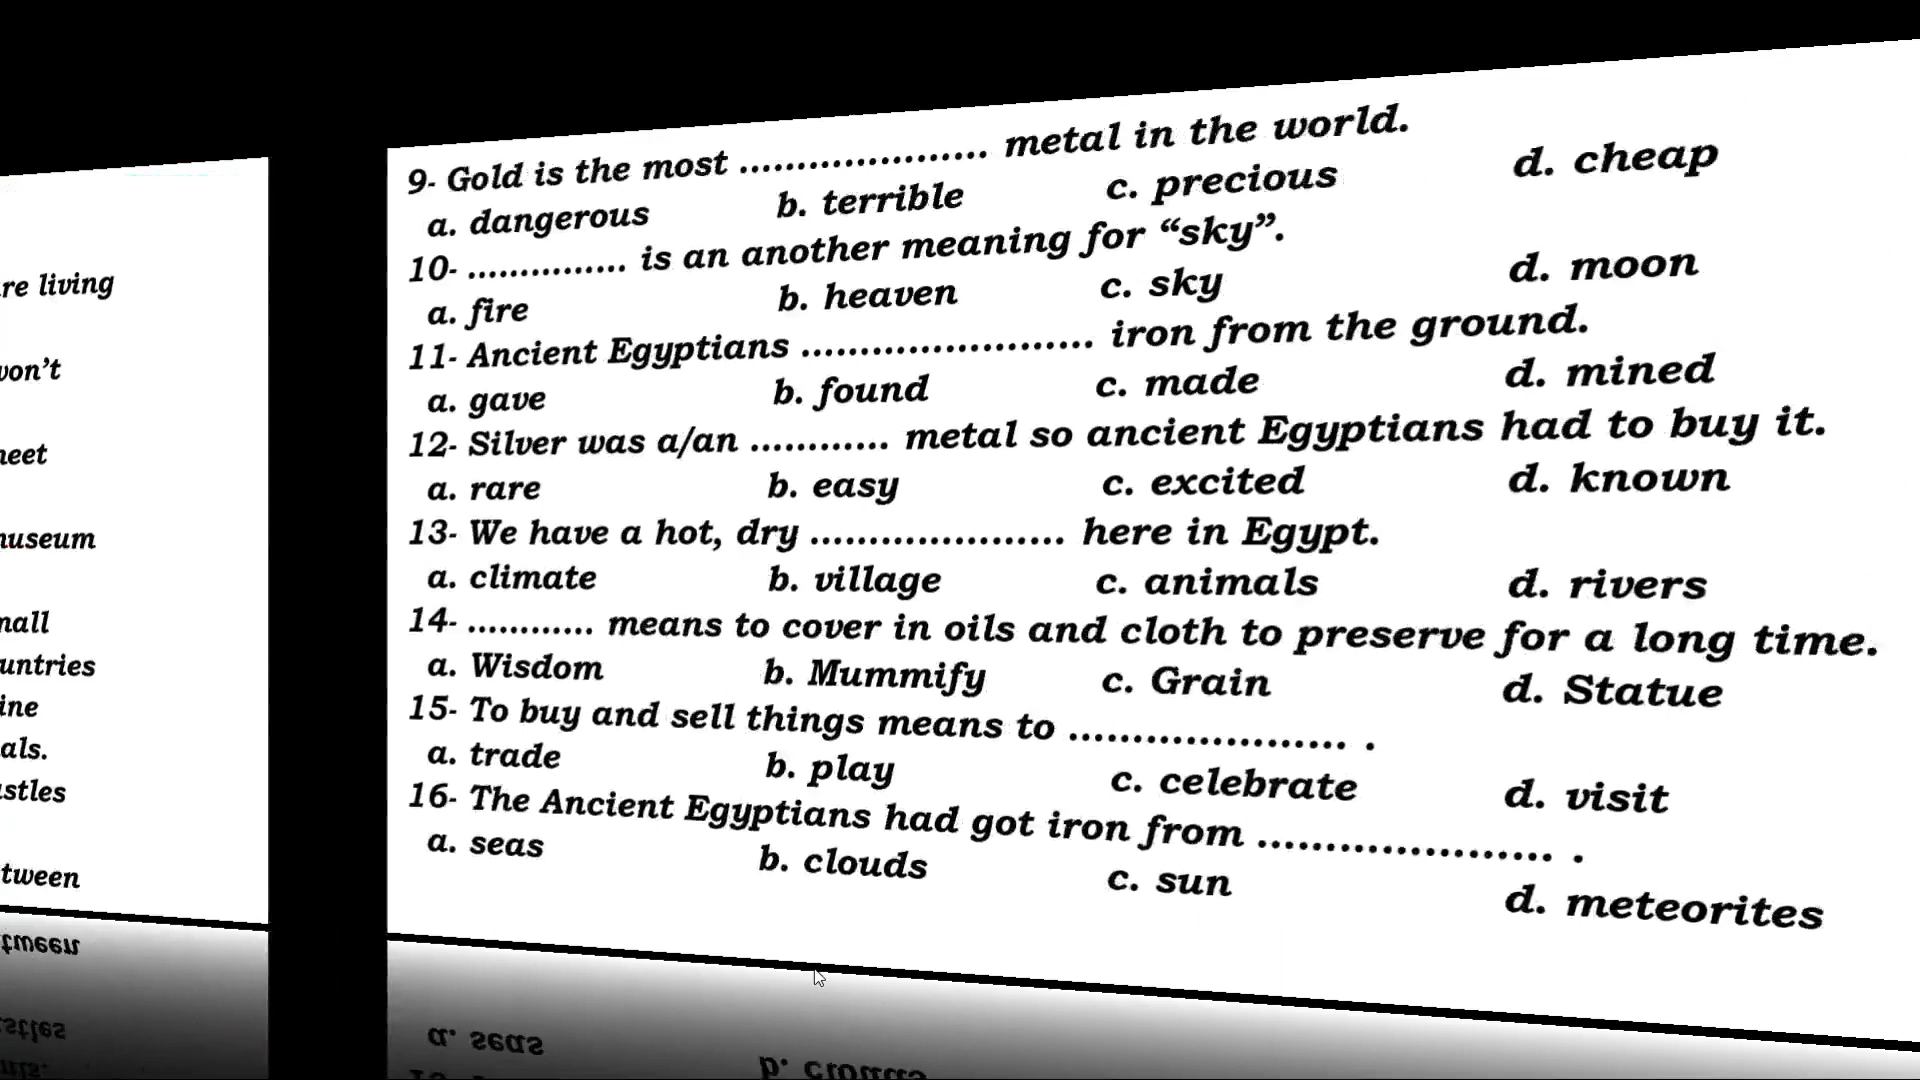 re living
von't
neet
museum
nall
untries
ine
als.
stles
tween
9- Gold is the most ..................... metal in the world.
a. dangerous b. terrible c. precious d. cheap
10- .............. is an another meaning for “sky”.
a. fire b. heaven c. sky d. moon
11- Ancient Egyptians ......................... iron from the ground.
a. gave b. found c. made d. mined
12- Silver was a/an ............ metal so ancient Egyptians had to buy it.
a. rare b. easy c. excited d. known
13- We have a hot, dry ...................... here in Egypt.
a. climate b. village c. animals d. rivers
14- ............ means to cover in oils and cloth to preserve for a long time.
a. Wisdom b. Mummify c. Grain d. Statue
15- To buy and sell things means to ...................... .
a. trade b. play c. celebrate d. visit
16- The Ancient Egyptians had got iron from ....................... .
a. seas b. clouds c. sun d. meteorites